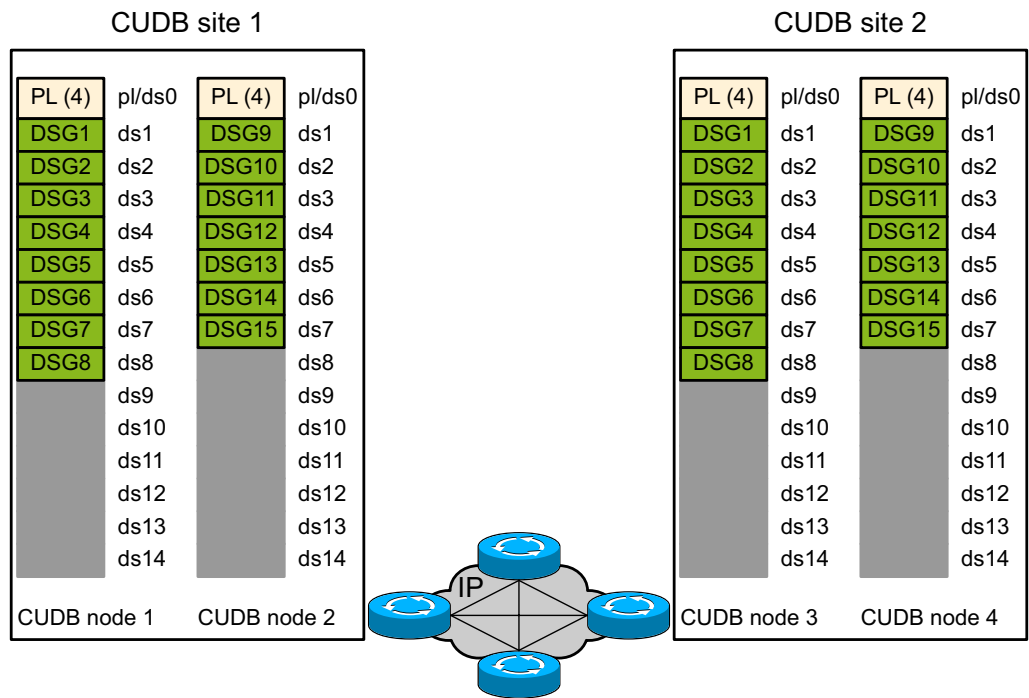 CUDB site 1 CUDB site 2
PL (4) pl/ds0 PL (4) pl/ds0 PL (4) pl/ds0 PL (4) pl/ds0
DSG1 ds1 DSG9 ds1 DSG1 ds1 DSG9 ds1
DSG2 ds2 DSG10 ds2 DSG2 ds2 DSG10 ds2
DSG3 ds3 DSG11 ds3 DSG3 ds3 DSG11 ds3
DSG4 ds4 DSG12 ds4 DSG4 ds4 DSG12 ds4
DSG5 ds5 DSG13 ds5 DSG5 ds5 DSG13 ds5
DSG6 ds6 DSG14 ds6 DSG6 ds6 DSG14 ds6
DSG7 ds7 DSG15 ds7 DSG7 ds7 DSG15 ds7
DSG8 ds8 ds8 DSG8 ds8 ds8
ds9 ds9 ds9 ds9
ds10 ds10 ds10 ds10
ds11 ds11 ds11 ds11
ds12 ds12 ds12 ds12
ds13 ds13 ds13 ds13
ds14 ds14 ds14 ds14
IP
CUDB node 1 CUDB node 2 CUDB node 3 CUDB node 4